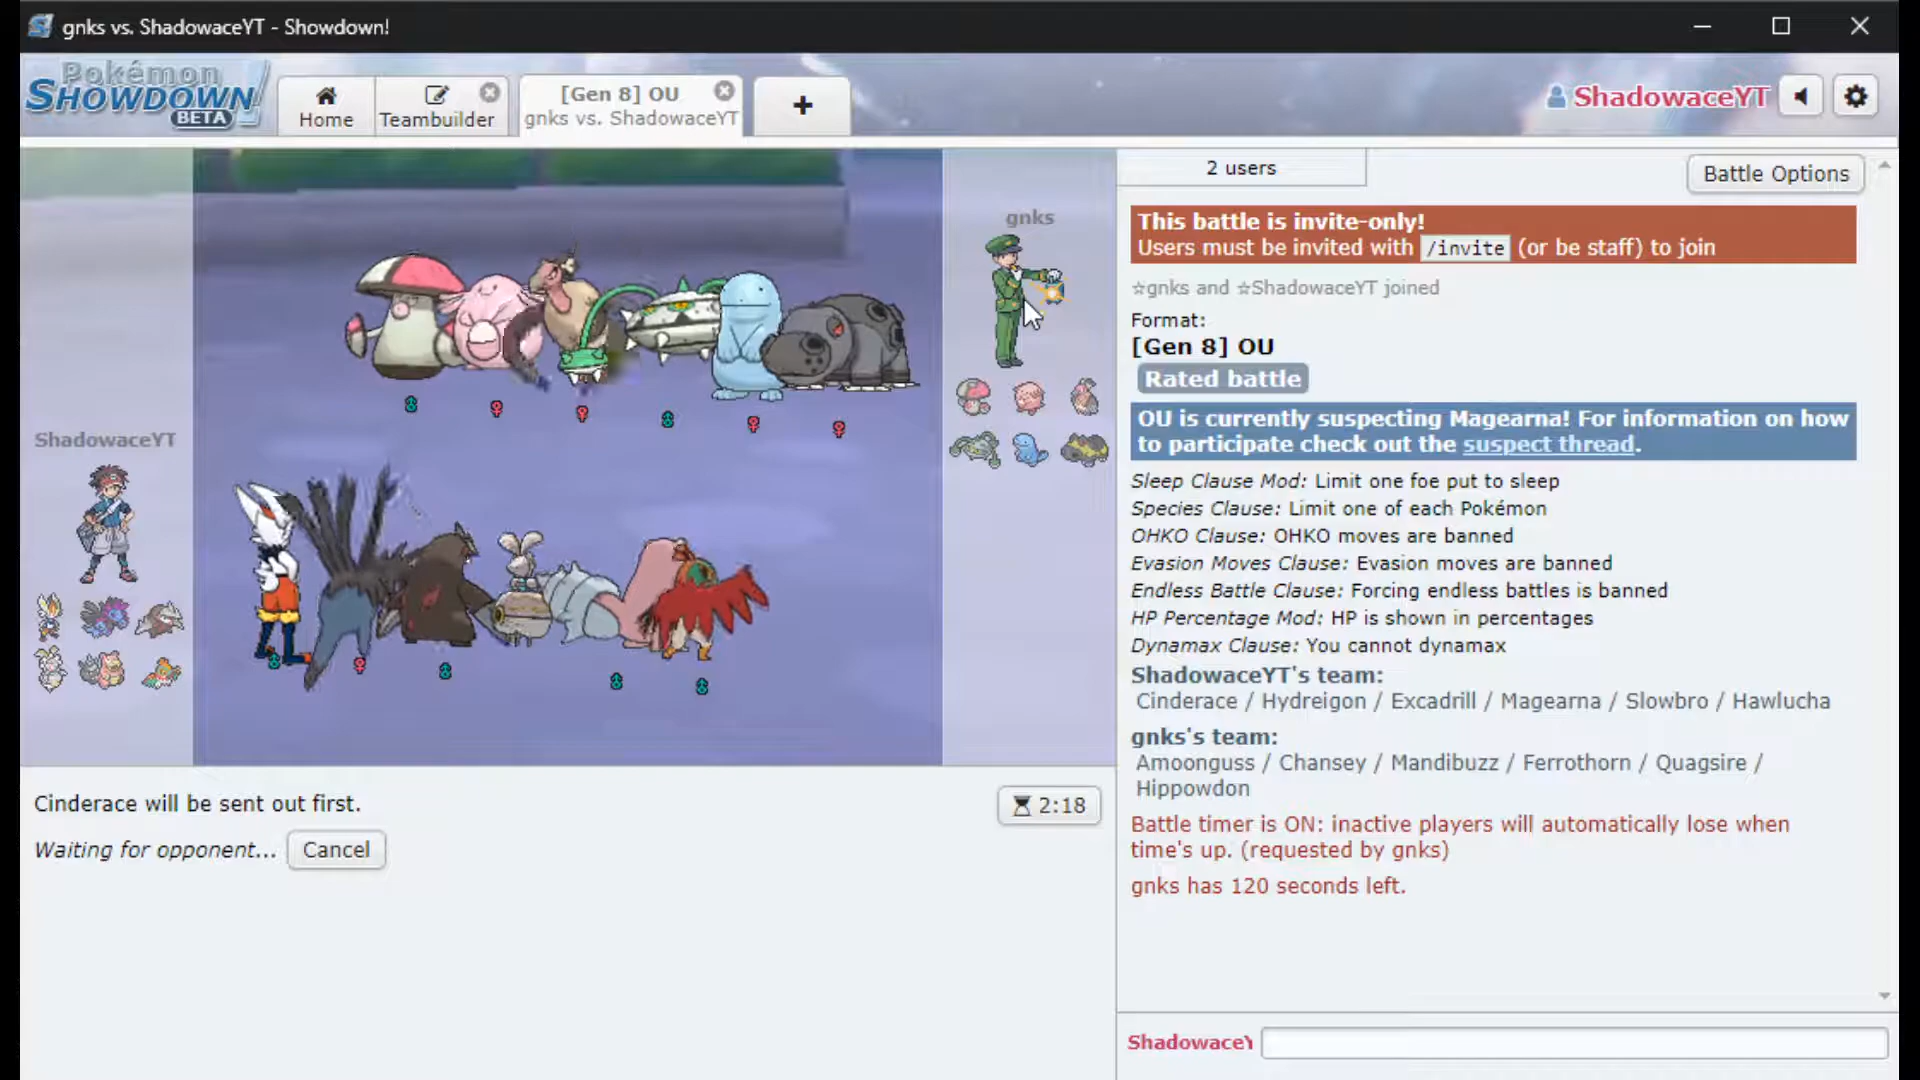 gnks vs. ShadowaceYT - Showdown!
Pokémon
SHOWDOWN!
BETA
Home
Teambuilder
[Gen 8] OU
gnks vs. ShadowaceYT
+
ShadowaceYT
gnks
ShadowaceYT
Cinderace will be sent out first.
2:18
Waiting for opponent... Cancel
2 users
Battle Options
This battle is invite-only!
Users must be invited with /invite (or be staff) to join
☆gnks and ☆ShadowaceYT joined
Format:
[Gen 8] OU
Rated battle
OU is currently suspecting Magearna! For information on how
to participate check out the suspect thread.
Sleep Clause Mod: Limit one foe put to sleep
Species Clause: Limit one of each Pokémon
OHKO Clause: OHKO moves are banned
Evasion Moves Clause: Evasion moves are banned
Endless Battle Clause: Forcing endless battles is banned
HP Percentage Mod: HP is shown in percentages
Dynamax Clause: You cannot dynamax
ShadowaceYT's team:
Cinderace / Hydreigon / Excadrill / Magearna / Slowbro / Hawlucha
gnks's team:
Amoonguss / Chansey / Mandibuzz / Ferrothorn / Quagsire /
Hippowdon
Battle timer is ON: inactive players will automatically lose when
time's up. (requested by gnks)
gnks has 120 seconds left.
ShadowaceY